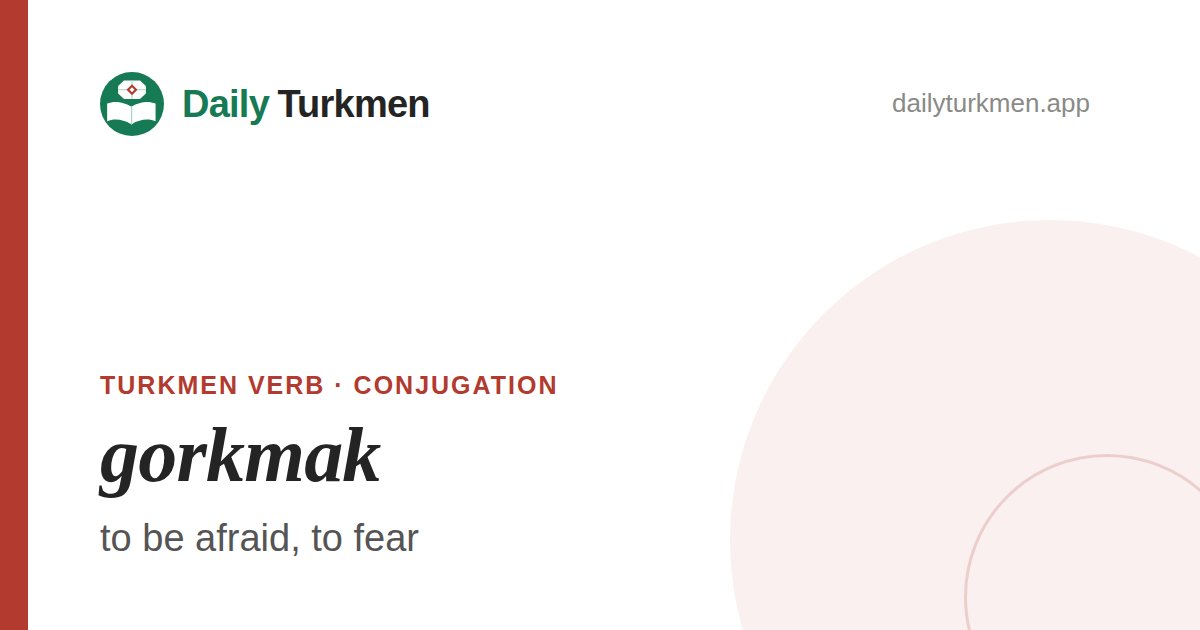 Daily Turkmen
dailyturkmen.app
TURKMEN VERB · CONJUGATION
gorkmak
to be afraid, to fear